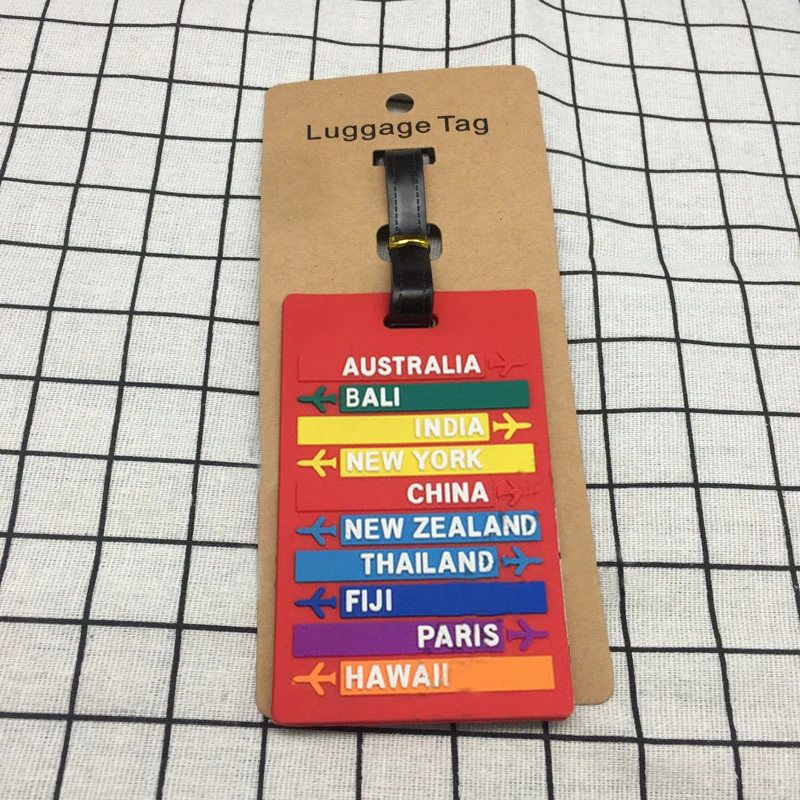 Luggage Tag
AUSTRALIA
BALI
INDIA
NEW YORK
CHINA
NEW ZEALAND
THAILAND
FIJI
PARIS
HAWAII